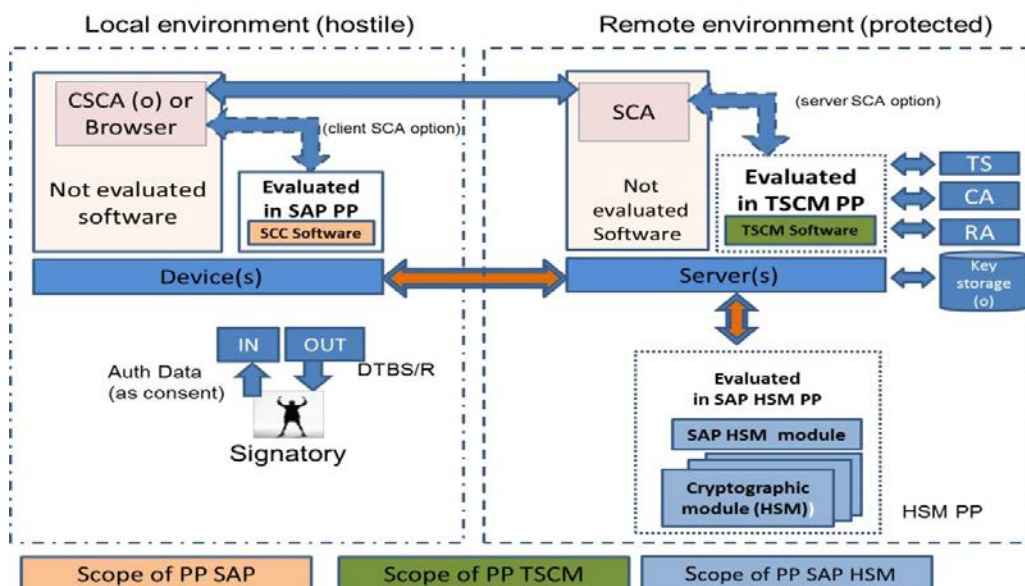 Local environment (hostile)
Remote environment (protected)
CSCA (o) or
Browser
(client SCA option)
Not evaluated
software
Evaluated
in SAP PP
SCC Software
Device(s)
IN
OUT
Auth Data
(as consent)
DTBS/R
Signatory
SCA
(server SCA option)
Not
evaluated
Software
Evaluated
in TSCM PP
TSCM Software
TS
CA
RA
Key
storage
(o)
Server(s)
Evaluated
in SAP HSM PP
SAP HSM module
Cryptographic
module (HSM))
HSM PP
Scope of PP SAP
Scope of PP TSCM
Scope of PP SAP HSM